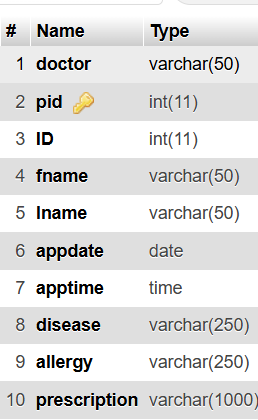 # Name Type
1 doctor varchar(50)
2 pid int(11)
3 ID int(11)
4 fname varchar(50)
5 lname varchar(50)
6 appdate date
7 apptime time
8 disease varchar(250)
9 allergy varchar(250)
10 prescription varchar(1000)